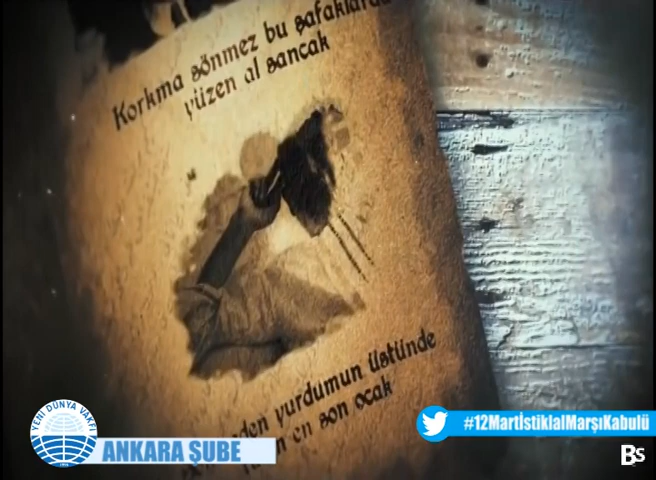 Korkma sönmez bu şafaklarda
yüzen al sancak
yurdumun üstünde
en son ocak
YENİ DÜNYA VAKFI
1996
ANKARA ŞUBE
#12MartİstiklalMarşıKabulü
BS